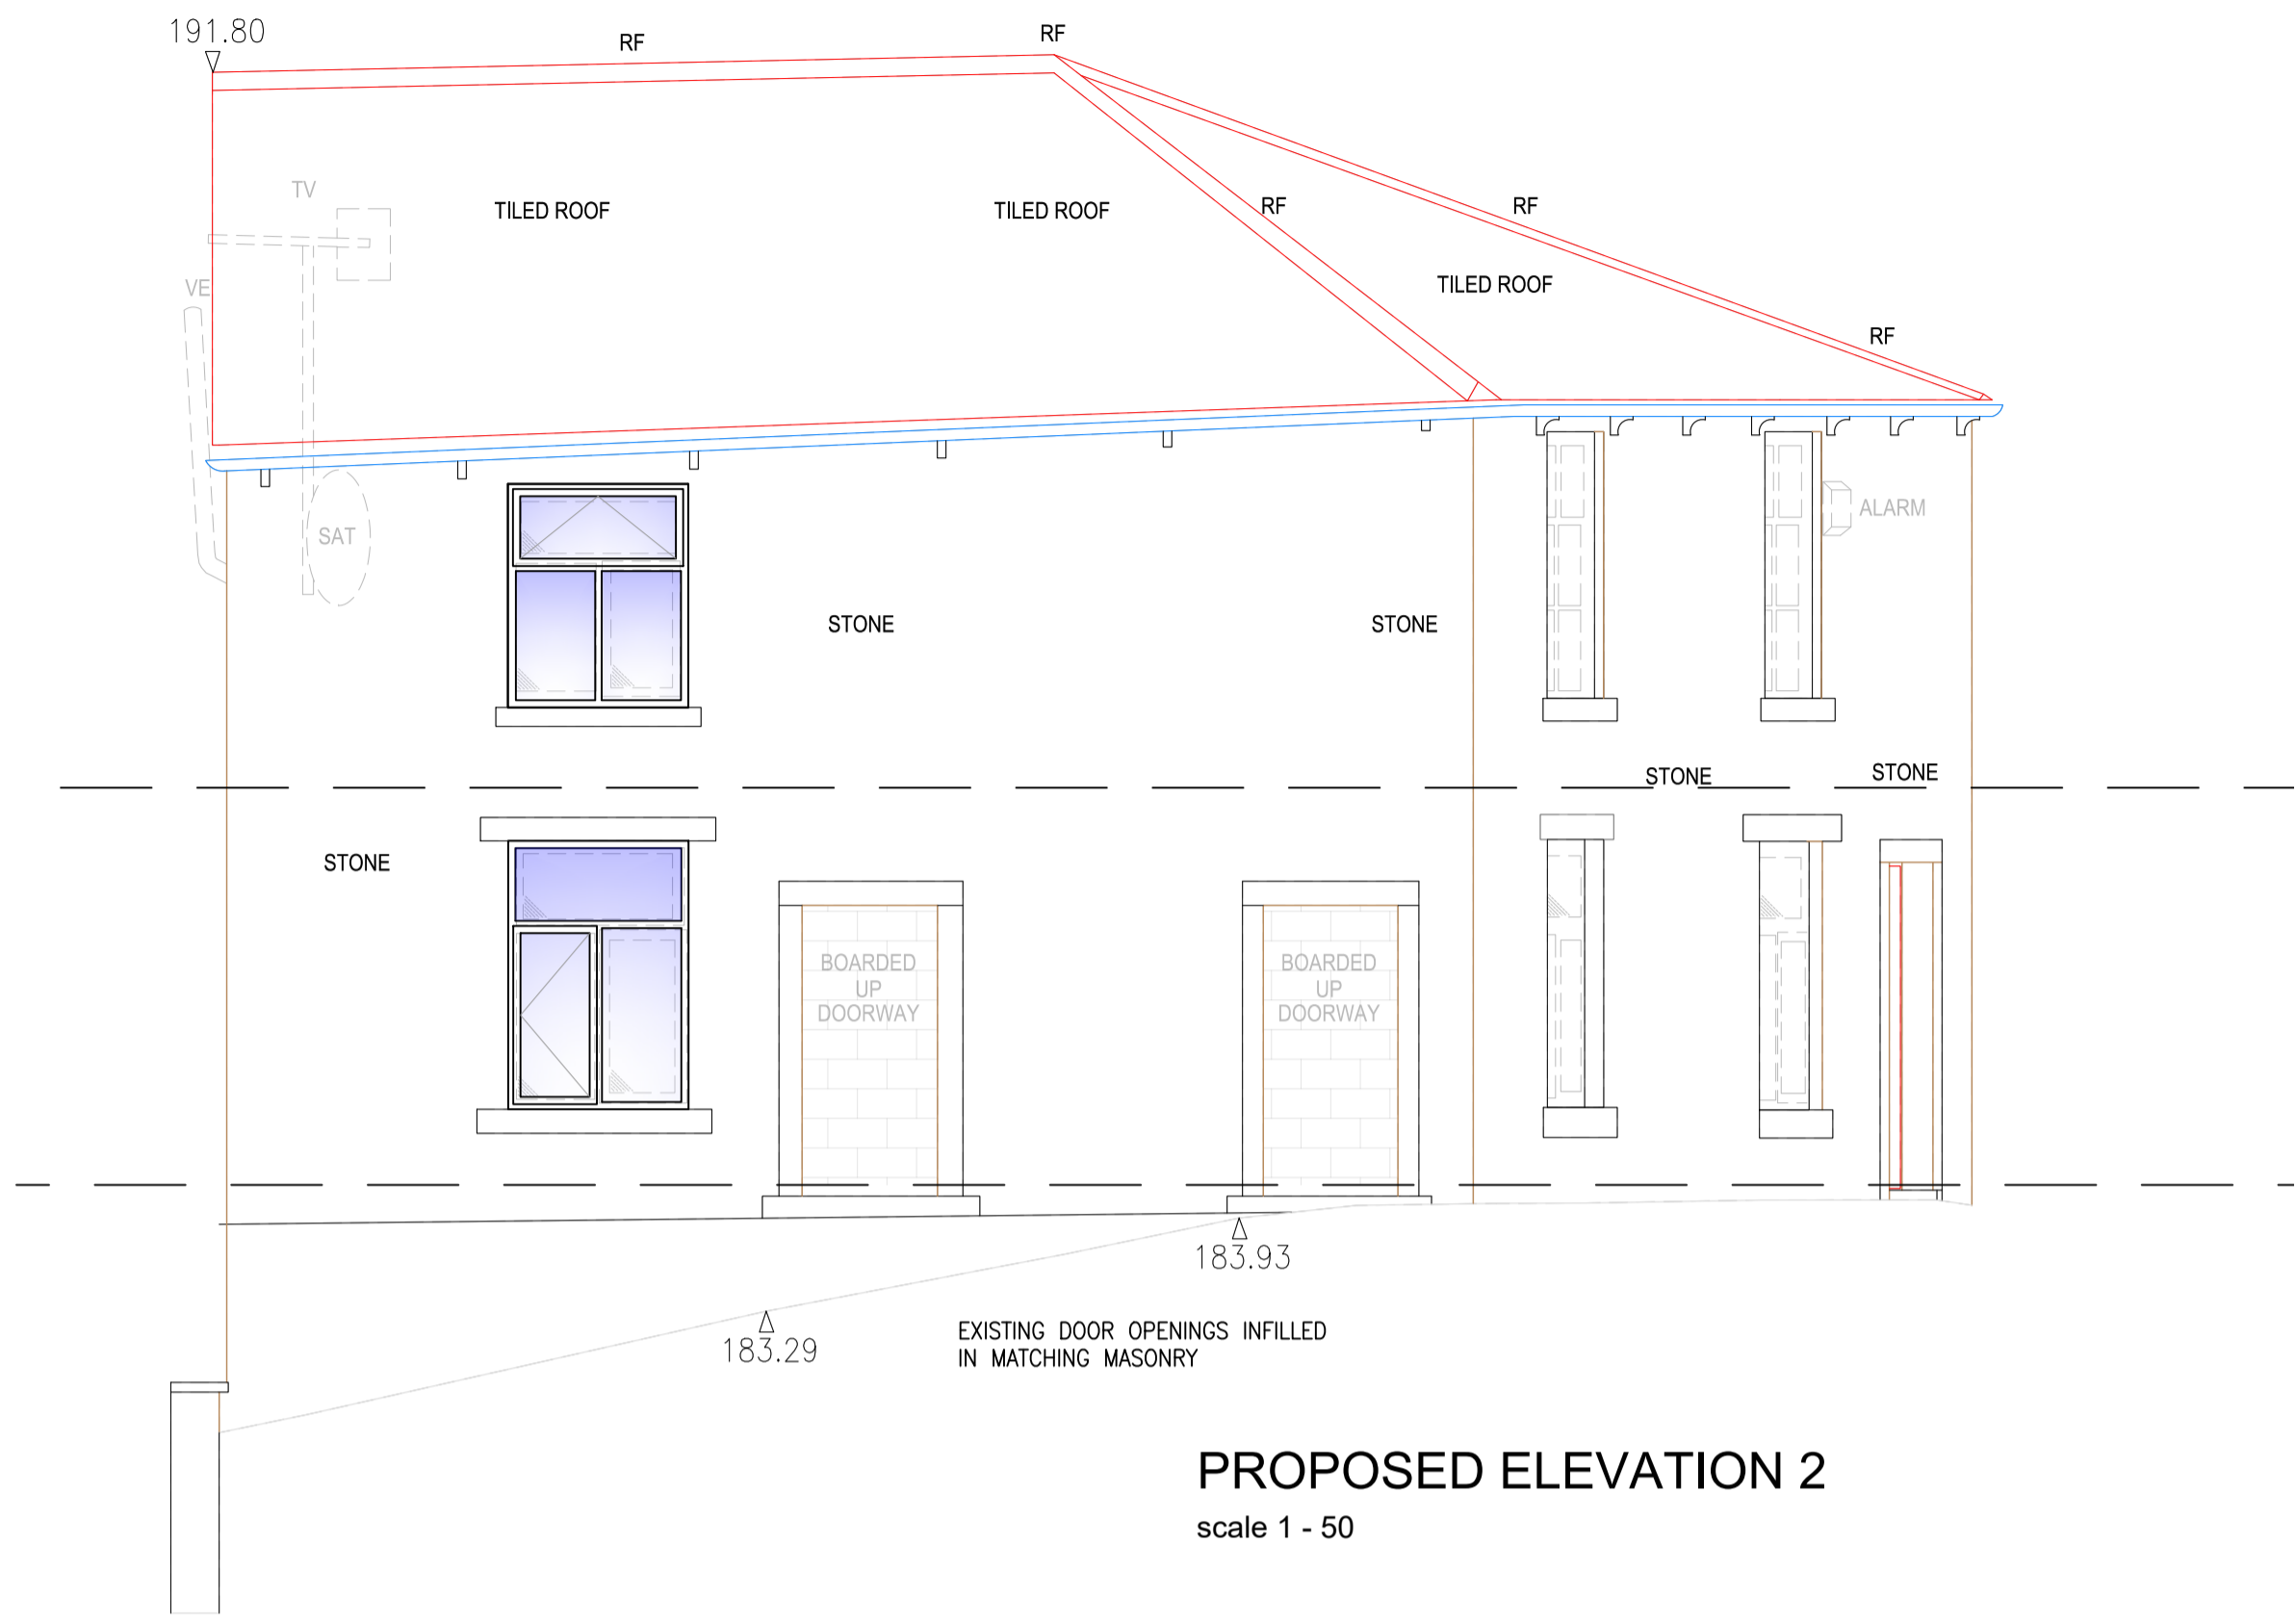 191.80
RF
RF
TV
TILED ROOF
TILED ROOF
RF
RF
VE
TILED ROOF
RF
SAT
ALARM
STONE
STONE
STONE
STONE
STONE
BOARDED
UP
DOORWAY
BOARDED
UP
DOORWAY
183.93
183.29
EXISTING DOOR OPENINGS INFILLED
IN MATCHING MASONRY
PROPOSED ELEVATION 2
scale 1 - 50